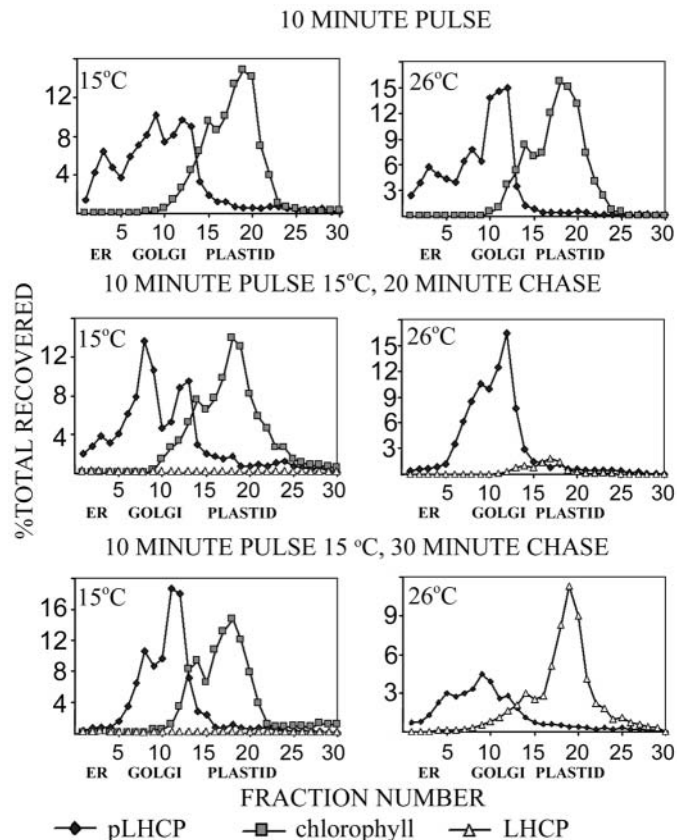 10 MINUTE PULSE
15°C
26°C
12
8
4
15
12
9
6
3
5 10 15 20 25 30
5 10 15 20 25 30
ER GOLGI PLASTID
ER GOLGI PLASTID
10 MINUTE PULSE 15°C, 20 MINUTE CHASE
%TOTAL RECOVERED
15°C
26°C
12
8
4
15
12
9
6
3
5 10 15 20 25 30
5 10 15 20 25 30
ER GOLGI PLASTID
ER GOLGI PLASTID
10 MINUTE PULSE 15 °C, 30 MINUTE CHASE
15°C
26°C
16
12
8
4
9
6
3
5 10 15 20 25 30
5 10 15 20 25 30
ER GOLGI PLASTID
ER GOLGI PLASTID
FRACTION NUMBER
pLHCP chlorophyll LHCP